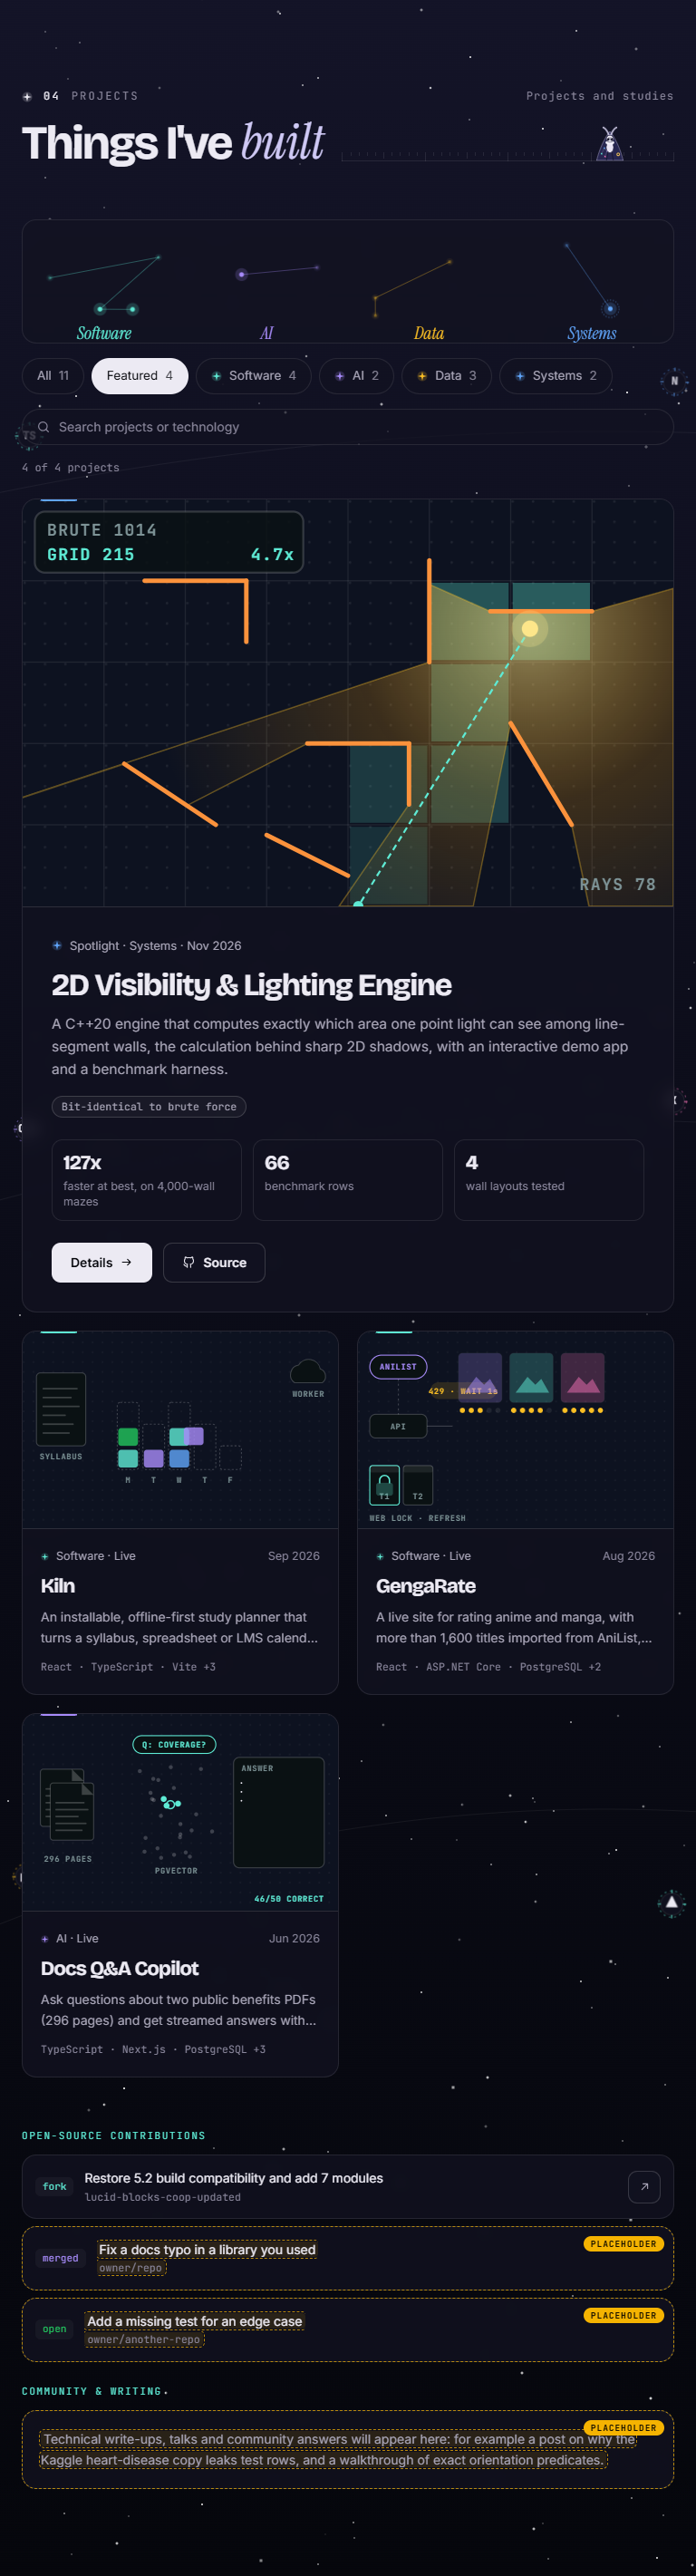 04 PROJECTS
Projects and studies
Things I've built
Software
AI
Data
Systems
All 11
Featured 4
Software 4
AI 2
Data 3
Systems 2
N
TS
Search projects or technology
4 of 4 projects
BRUTE 1014
GRID 215 4.7x
RAYS 78
Spotlight · Systems · Nov 2026
2D Visibility & Lighting Engine
A C++20 engine that computes exactly which area one point light can see among line-
segment walls, the calculation behind sharp 2D shadows, with an interactive demo app
and a benchmark harness.
Bit-identical to brute force
127x
faster at best, on 4,000-wall
mazes
66
benchmark rows
4
wall layouts tested
Details →
Source
SYLLABUS
WORKER
M T W T F
Software · Live
Sep 2026
Kiln
An installable, offline-first study planner that
turns a syllabus, spreadsheet or LMS calend...
React · TypeScript · Vite +3
ANILIST
429 · WAIT 1s
API
T1 T2
WEB LOCK · REFRESH
Software · Live
Aug 2026
GengaRate
A live site for rating anime and manga, with
more than 1,600 titles imported from AniList,...
React · ASP.NET Core · PostgreSQL +2
Q: COVERAGE?
ANSWER
296 PAGES
PGVECTOR
46/50 CORRECT
AI · Live
Jun 2026
Docs Q&A Copilot
Ask questions about two public benefits PDFs
(296 pages) and get streamed answers with...
TypeScript · Next.js · PostgreSQL +3
OPEN-SOURCE CONTRIBUTIONS
fork
Restore 5.2 build compatibility and add 7 modules
lucid-blocks-coop-updated
PLACEHOLDER
merged
Fix a docs typo in a library you used
owner/repo
PLACEHOLDER
open
Add a missing test for an edge case
owner/another-repo
COMMUNITY & WRITING
PLACEHOLDER
Technical write-ups, talks and community answers will appear here: for example a post on why the
Kaggle heart-disease copy leaks test rows, and a walkthrough of exact orientation predicates.